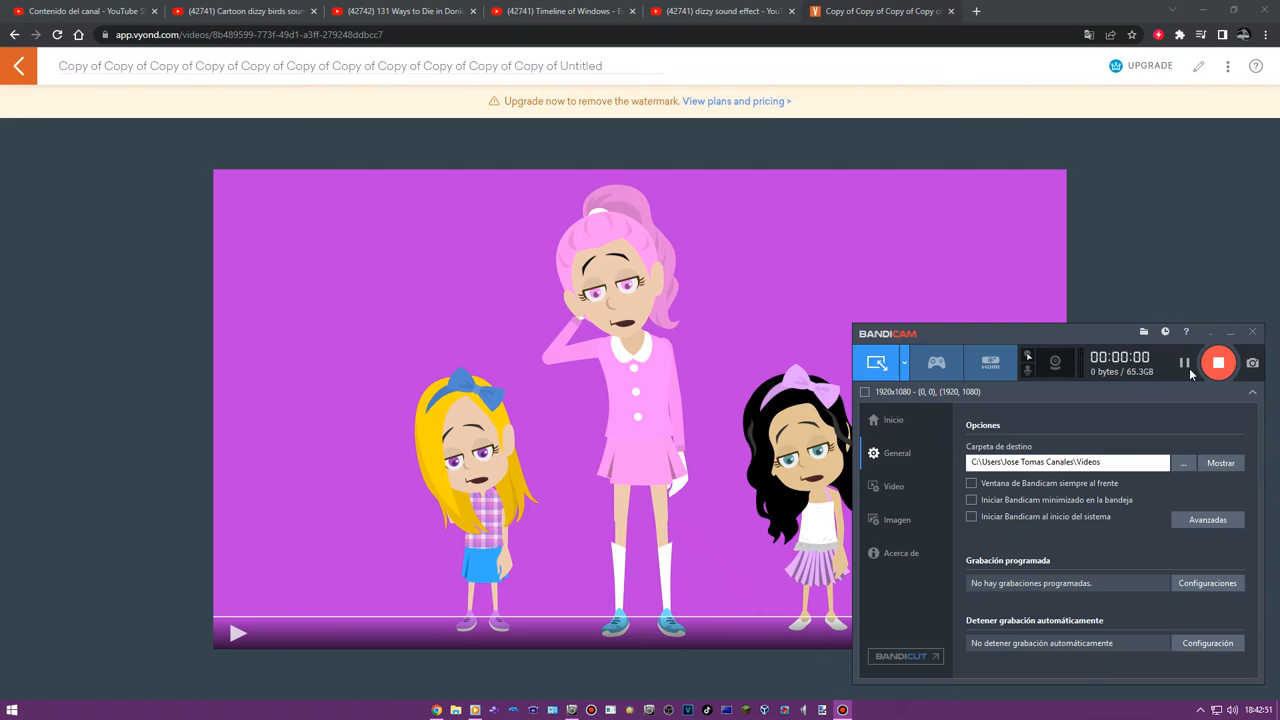 Contenido del canal - YouTube S
(42741) Cartoon dizzy birds soun
(42742) 131 Ways to Die in Donk
(42741) Timeline of Windows - E
(42741) dizzy sound effect - You
Copy of Copy of Copy of Copy of
app.vyond.com/videos/8b489599-773f-49d1-a3ff-279248ddbcc7
Copy of Copy of Copy of Copy of Copy of Copy of Copy of Copy of Copy of Copy of Untitled
UPGRADE
Upgrade now to remove the watermark. View plans and pricing >
BANDICAM
HDMI
00:00:00
0 bytes / 65.3GB
1920x1080 - (0, 0), (1920, 1080)
Inicio
General
Video
Imagen
Acerca de
BANDICUT
Opciones
Carpeta de destino
C:\Users\Jose Tomas Canales\Videos
...
Mostrar
Ventana de Bandicam siempre al frente
Iniciar Bandicam minimizado en la bandeja
Iniciar Bandicam al inicio del sistema
Avanzadas
Grabación programada
No hay grabaciones programadas.
Configuraciones
Detener grabación automáticamente
No detener grabación automáticamente
Configuración
18:42:51